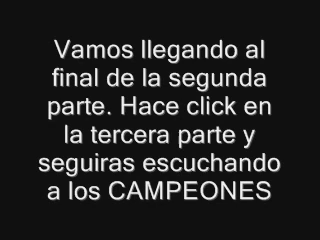 Vamos llegando al
final de la segunda
parte. Hace click en
la tercera parte y
seguiras escuchando
a los CAMPEONES